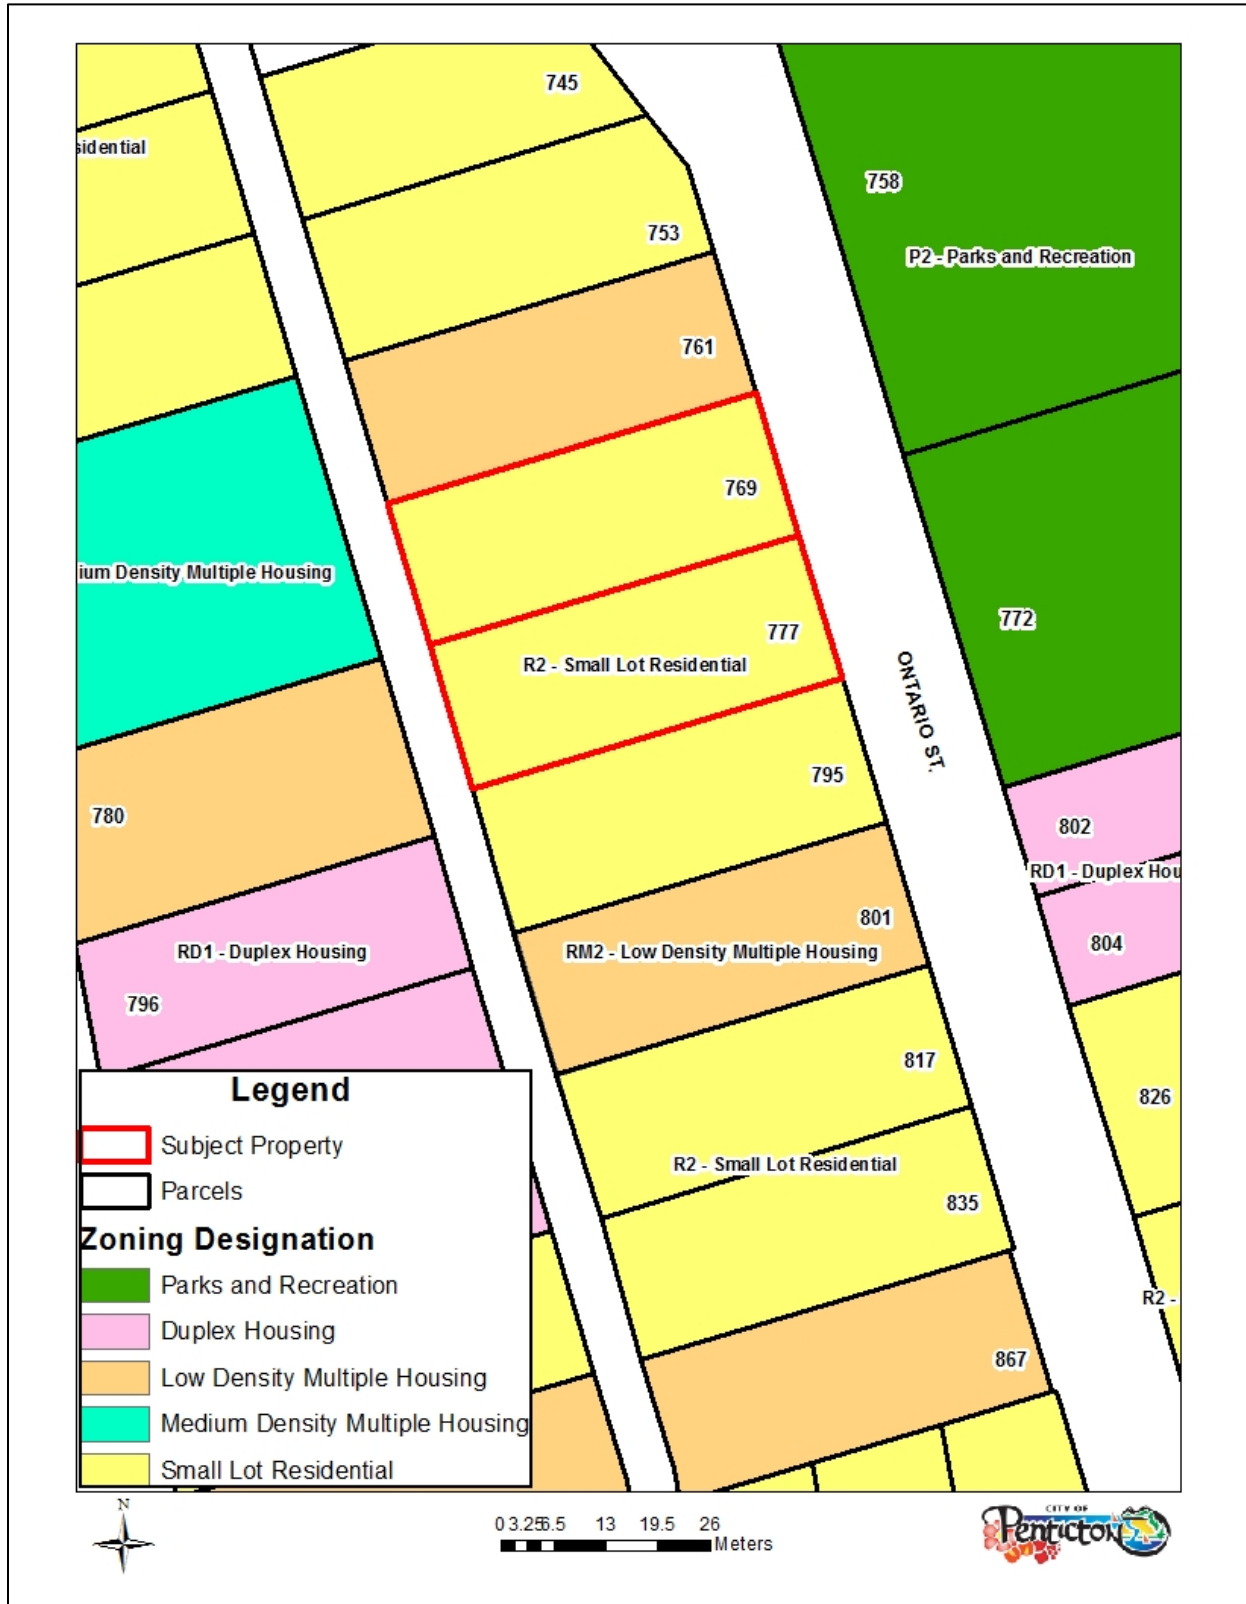 745
sidential
758
753
P2 - Parks and Recreation
761
769
ium Density Multiple Housing
772
777
R2 - Small Lot Residential
ONTARIO ST.
795
780
802
RD1 - Duplex Hou
801
RD1 - Duplex Housing
RM2 - Low Density Multiple Housing
804
796
817
826
R2 - Small Lot Residential
835
R2 -
867
Legend
Subject Property
Parcels
Zoning Designation
Parks and Recreation
Duplex Housing
Low Density Multiple Housing
Medium Density Multiple Housing
Small Lot Residential
N
0 3.25 6.5 13 19.5 26
Meters
CITY OF
Penticton